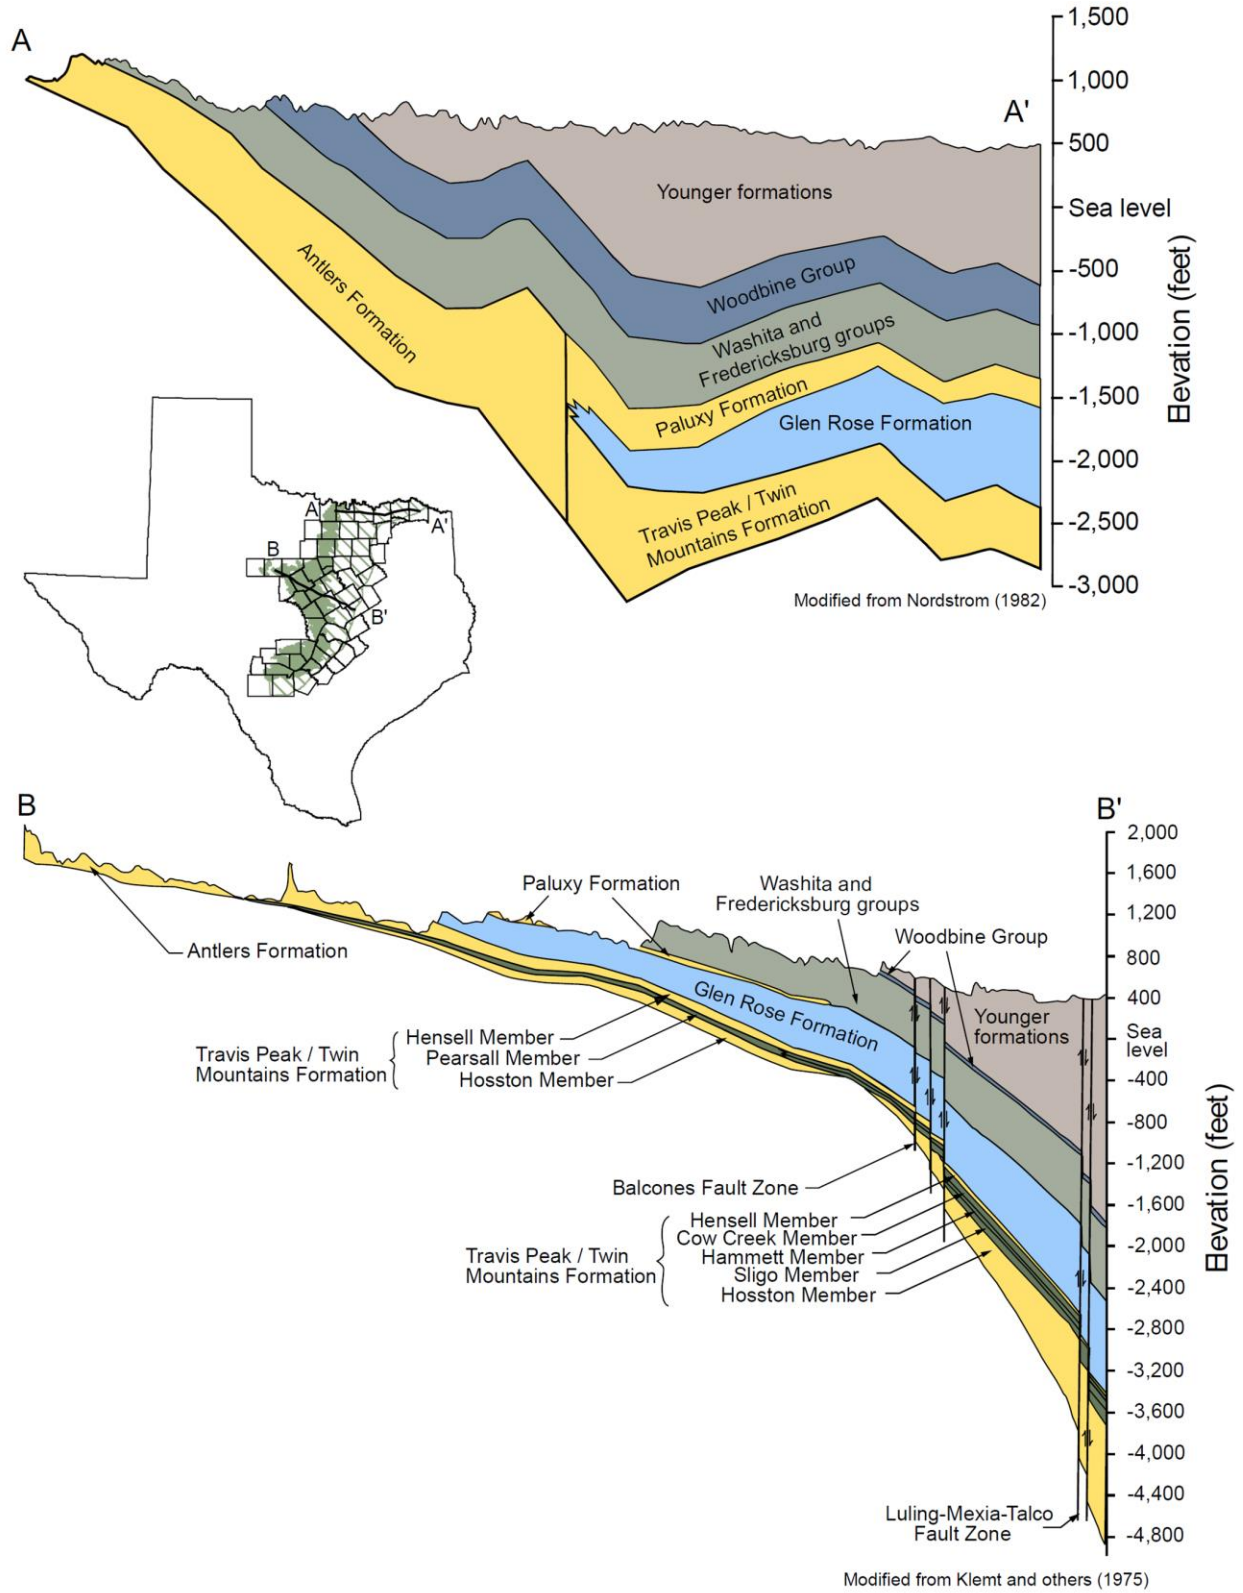 A
1,500
1,000
A'
500
Younger formations
Sea level
Antlers
Formation
-500
Woodbine Group
Elevation (feet)
-1,000
Washita and
Fredericksburg groups
-1,500
Paluxy Formation
Glen Rose Formation
-2,000
Travis Peak / Twin
Mountains Formation
-2,500
-3,000
Modified from Nordstrom (1982)
A
A'
B
B'
B
B'
2,000
1,600
Paluxy Formation
Washita and
Fredericksburg groups
1,200
Woodbine Group
Antlers Formation
800
Glen Rose Formation
400
Younger
formations
Sea
level
Travis Peak / Twin
Mountains Formation
Hensell Member
Pearsall Member
Hosston Member
-400
-800
Elevation (feet)
-1,200
Balcones Fault Zone
-1,600
Travis Peak / Twin
Mountains Formation
Hensell Member
Cow Creek Member
Hammett Member
Sligo Member
Hosston Member
-2,000
-2,400
-2,800
-3,200
-3,600
-4,000
-4,400
Luling-Mexia-Talco
Fault Zone
-4,800
Modified from Klemt and others (1975)